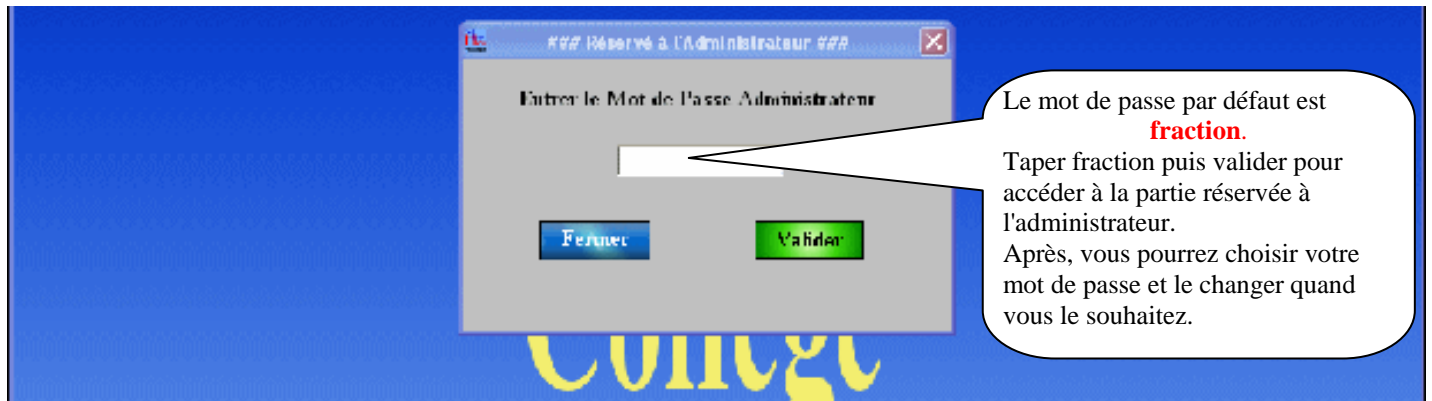 ### Réservé à l'Administrateur ###
Entrer le Mot de Passe Administrateur
Le mot de passe par défaut est
fraction.
Taper fraction puis valider pour
accéder à la partie réservée à
l'administrateur.
Après, vous pourrez choisir votre
mot de passe et le changer quand
vous le souhaitez.
Fermer
Valider
Collège